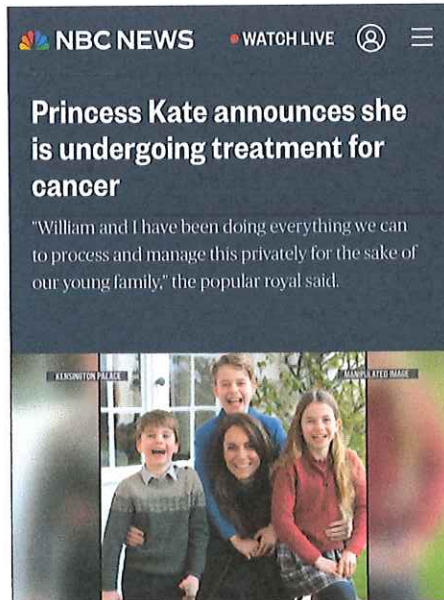 NBC NEWS WATCH LIVE
Princess Kate announces she
is undergoing treatment for
cancer
"William and I have been doing everything we can
to process and manage this privately for the sake of
our young family," the popular royal said.
KENSINGTON PALACE MANIPULATED IMAGE